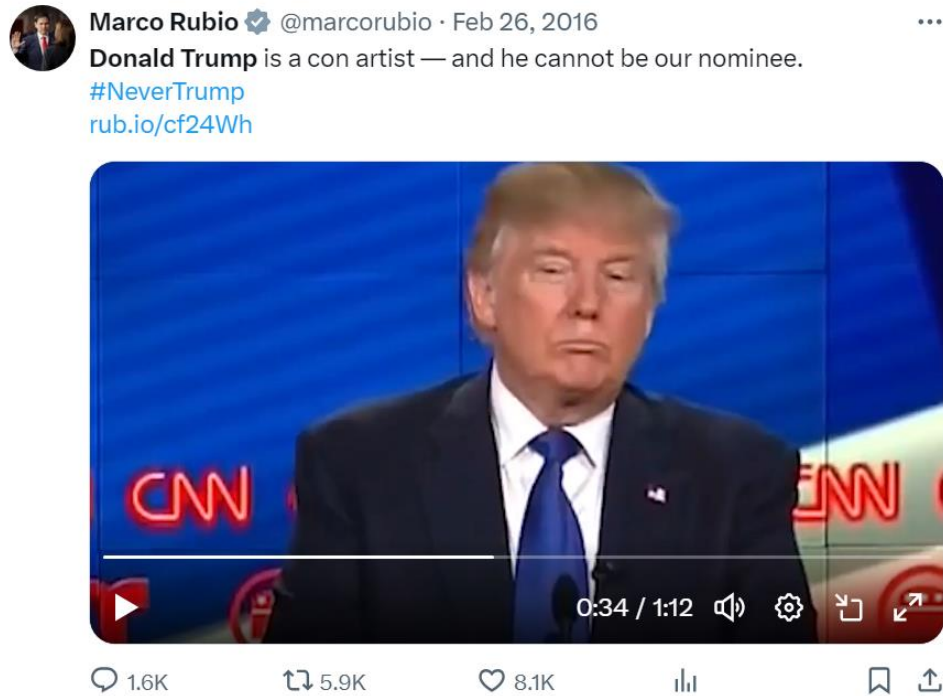 Marco Rubio @marcorubio · Feb 26, 2016
Donald Trump is a con artist — and he cannot be our nominee.
#NeverTrump
rub.io/cf24Wh
CNN
CNN
0:34 / 1:12
1.6K 5.9K 8.1K